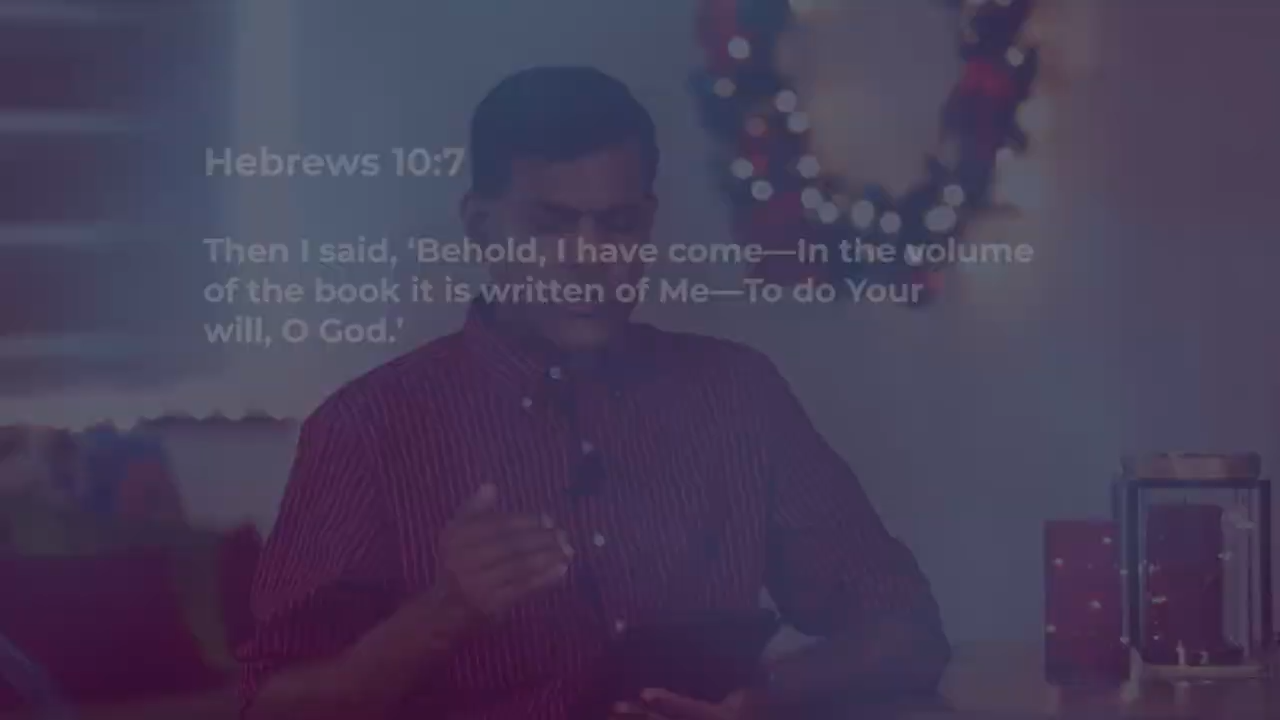 Hebrews 10:7
Then I said, ‘Behold, I have come—In the volume
of the book it is written of Me—To do Your
will, O God.’